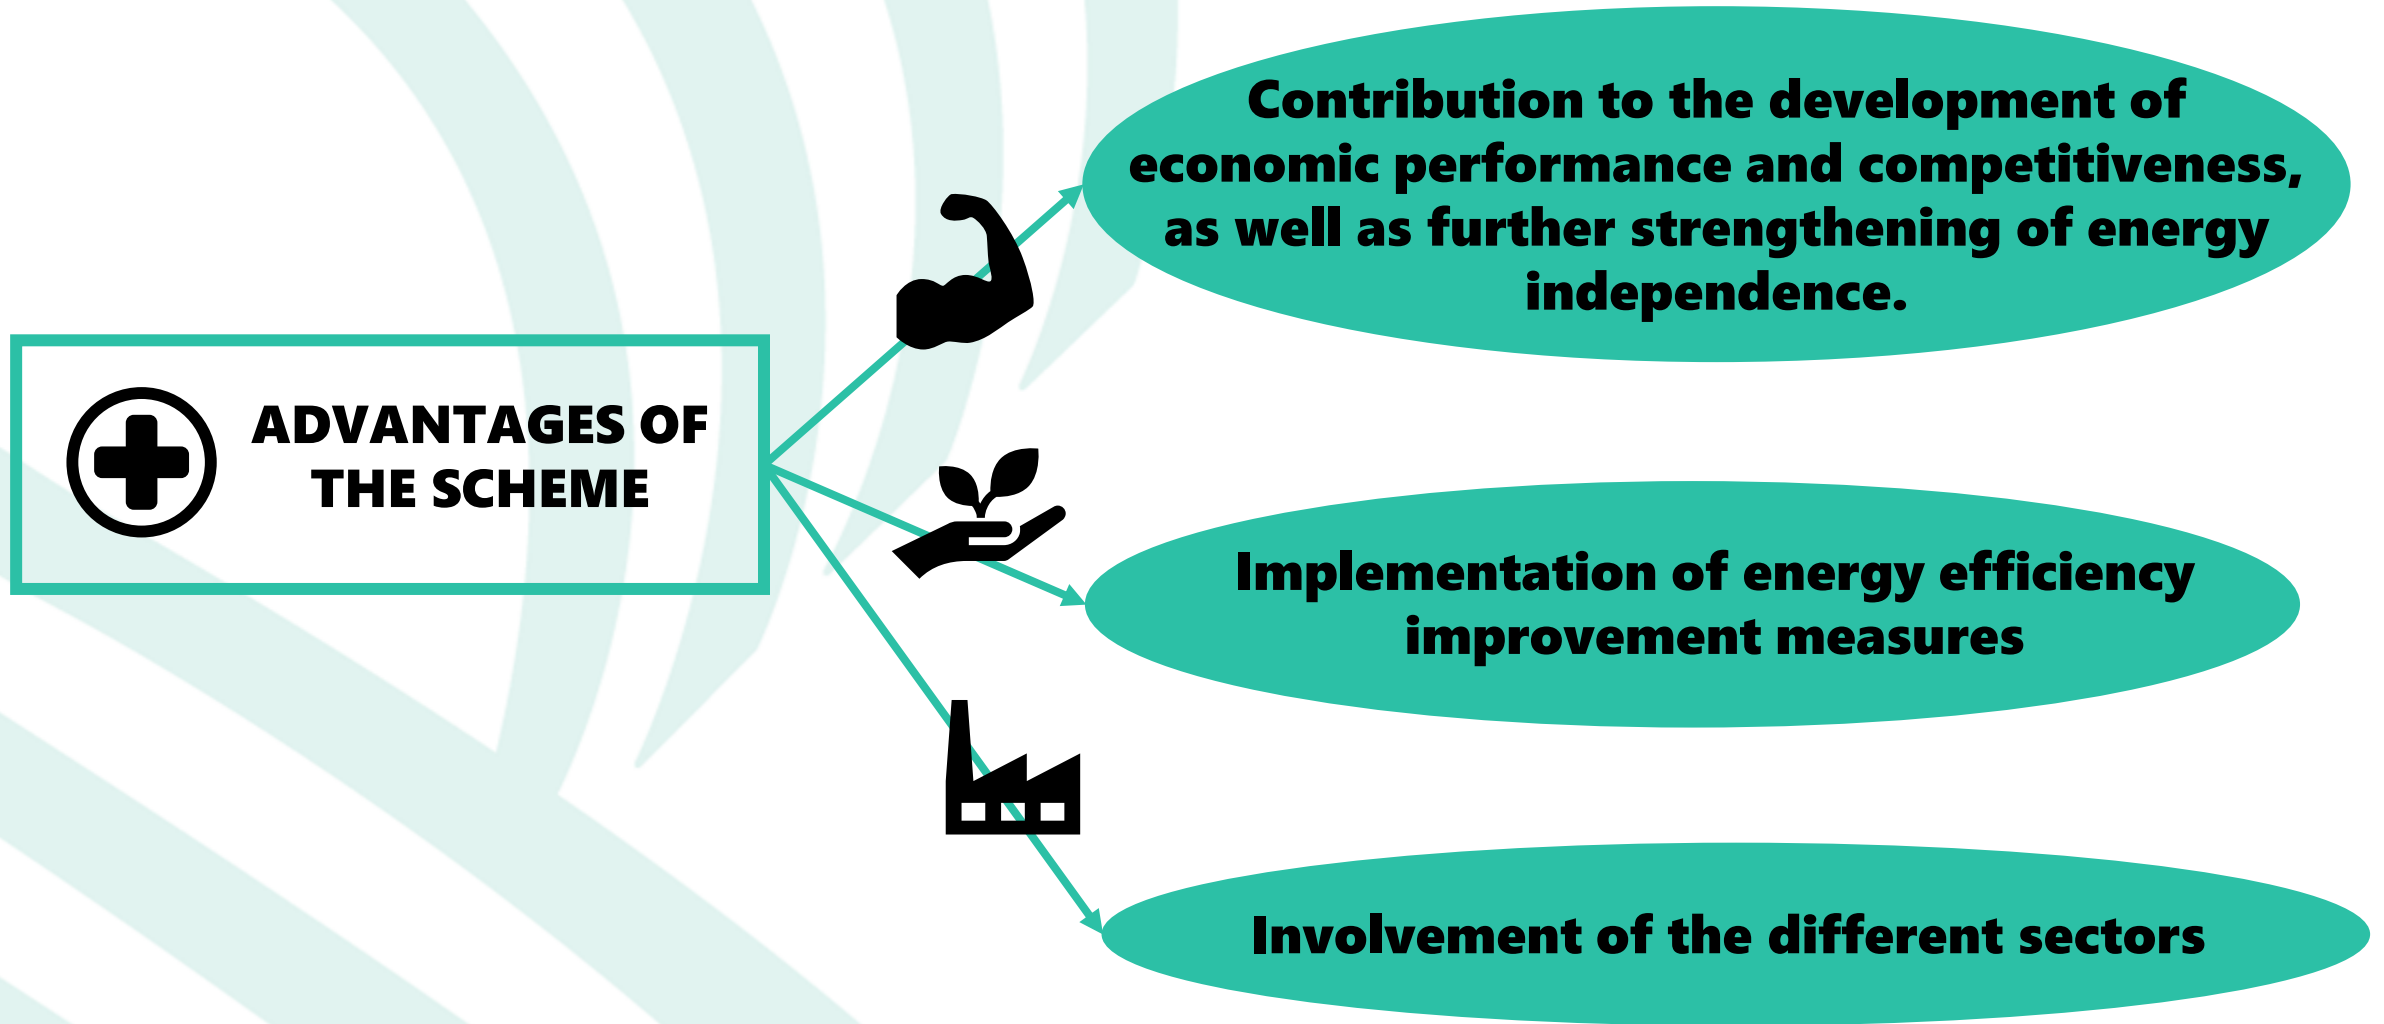 ADVANTAGES OF
THE SCHEME
Contribution to the development of
economic performance and competitiveness,
as well as further strengthening of energy
independence.
Implementation of energy efficiency
improvement measures
Involvement of the different sectors